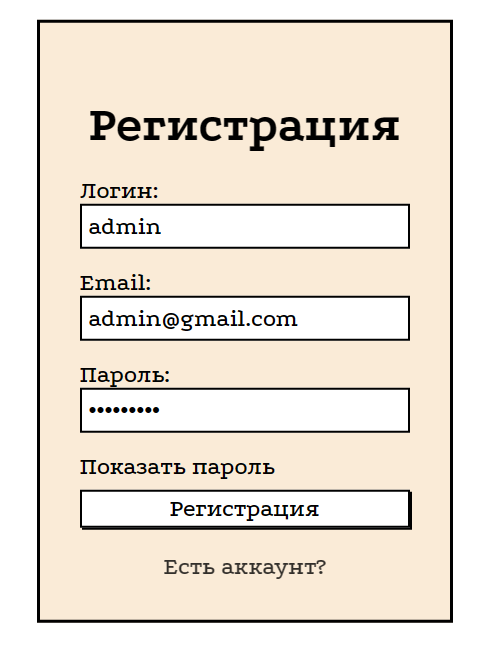 Регистрация
Логин:
admin
Email:
admin@gmail.com
Пароль:
•••••••••
Показать пароль
Регистрация
Есть аккаунт?